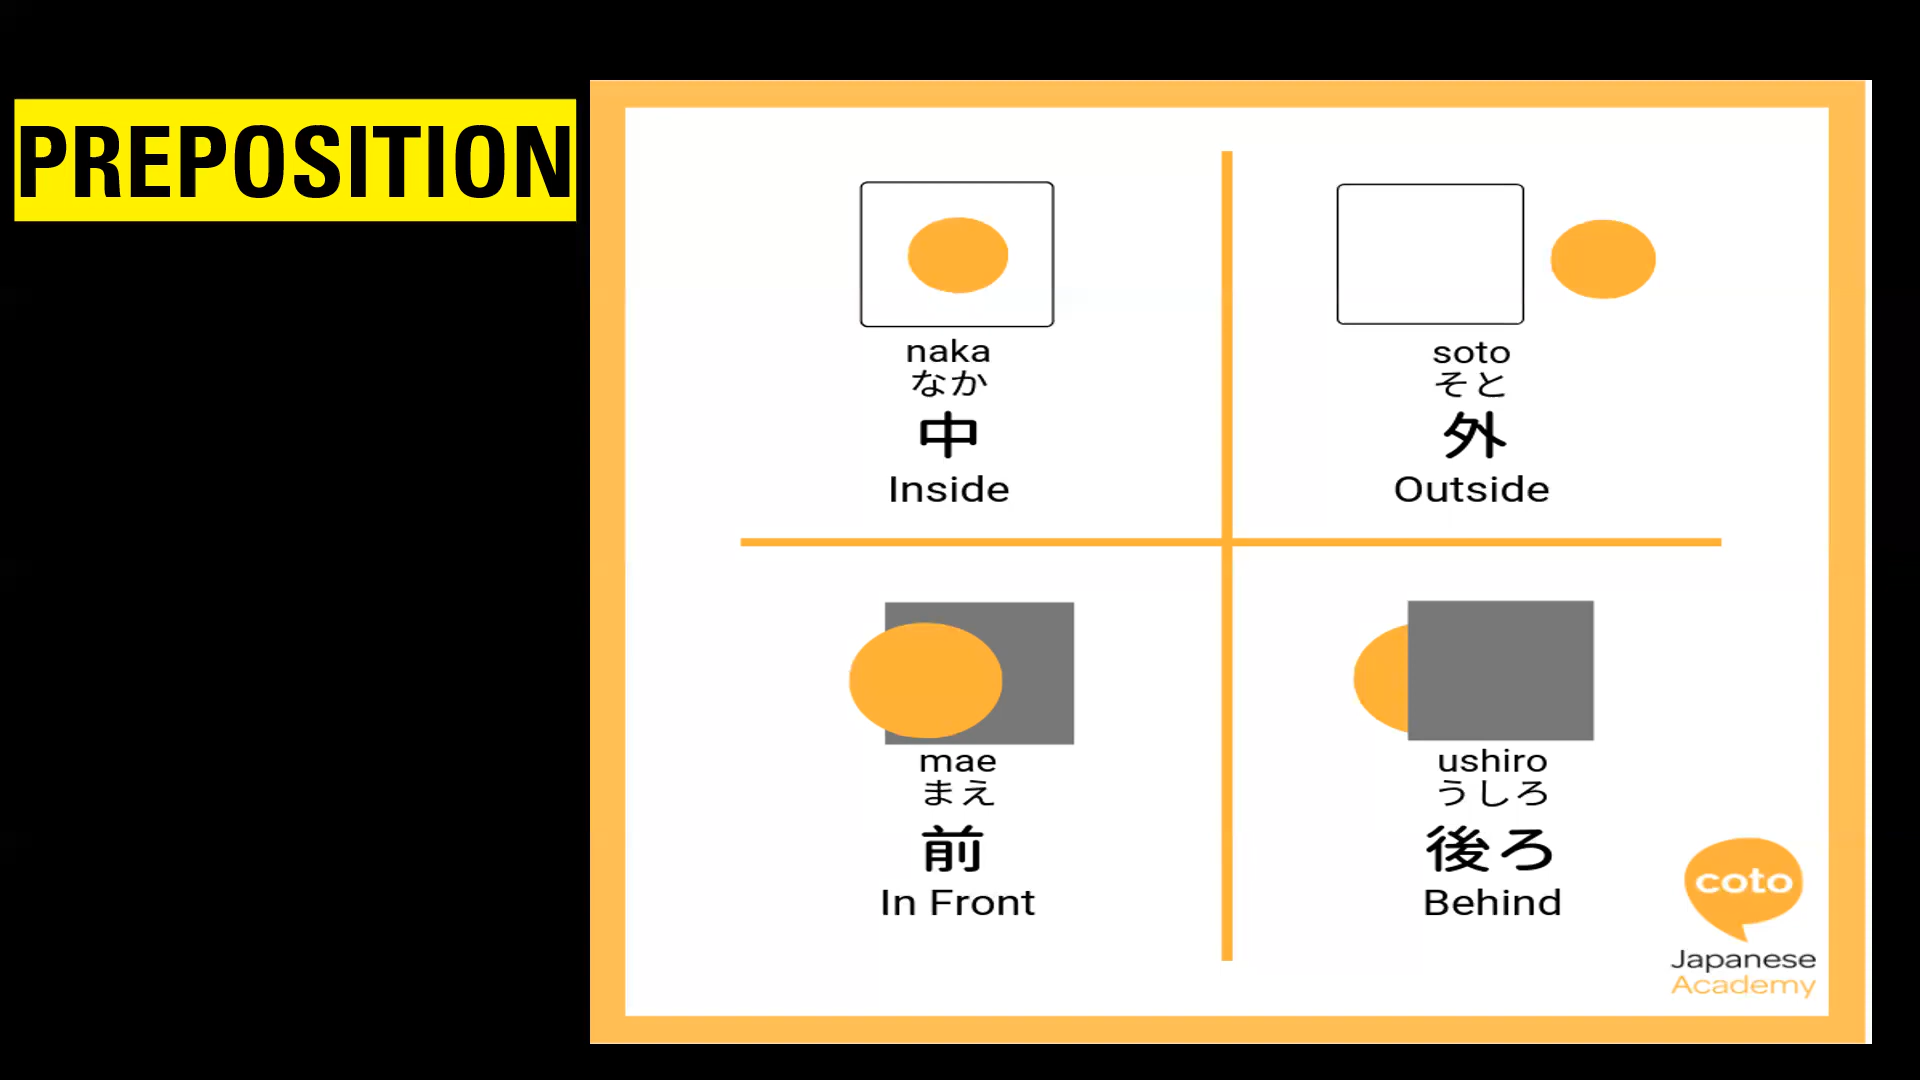 PREPOSITION
naka
なか
中
Inside
soto
そと
外
Outside
mae
まえ
前
In Front
ushiro
うしろ
後ろ
Behind
coto
Japanese
Academy